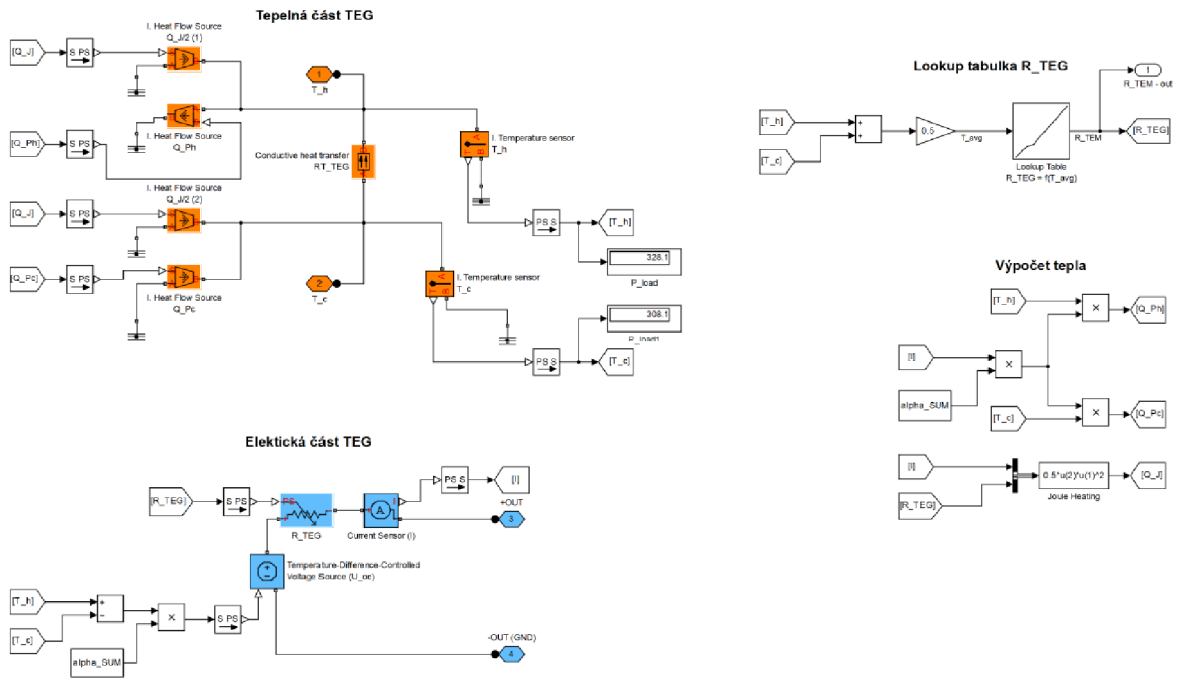 Tepelná část TEG
I. Heat Flow Source
Q_J/2 (1)
[Q_J]
S PS
1
T_h
I. Heat Flow Source
Q_Ph
[Q_Ph]
S PS
Conductive heat transfer
RT_TEG
I. Temperature sensor
T_h
T
B
A
I. Heat Flow Source
Q_J/2 (2)
[Q_J]
S PS
PS S
[T_h]
328.1
P_load
[Q_Pc]
S PS
I. Heat Flow Source
Q_Pc
2
T_c
I. Temperature sensor
T_c
T
B
A
308.1
P_load1
PS S
[T_c]
Lookup tabulka R_TEG
1
R_TEM - out
[T_h]
[T_c]
+
+
0.5
T_avg
R_TEM
[R_TEG]
Lookup Table
R_TEG = f(T_avg)
Výpočet tepla
[T_h]
×
[Q_Ph]
[I]
×
alpha_SUM
[T_c]
×
[Q_Pc]
[I]
0.5*u(2)*u(1)^2
[Q_J]
Joule Heating
[R_TEG]
Elektická část TEG
PS S
[I]
[R_TEG]
S PS
PS
R_TEG
I
A
Current Sensor (I)
+OUT
3
Temperature-Difference-Controlled
Voltage Source (U_oc)
[T_h]
[T_c]
+
−
×
S PS
alpha_SUM
-OUT (GND)
4